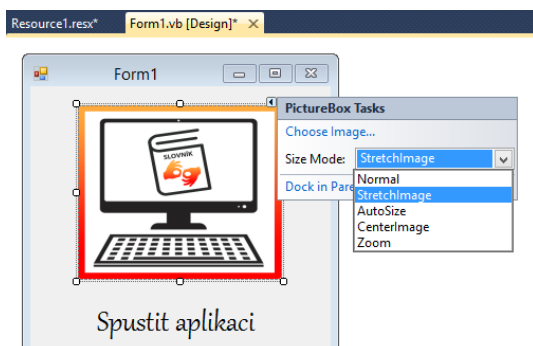 Resource1.resx*
Form1.vb [Design]*
Form1
PictureBox Tasks
Choose Image...
Size Mode: StretchImage
Dock in Pare
Normal
StretchImage
AutoSize
CenterImage
Zoom
SLOVNÍK
Spustit aplikaci